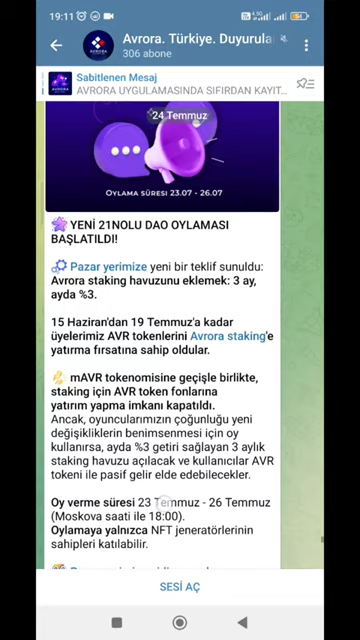 19:11
Avrora. Türkiye. Duyurula
306 abone
Sabitlenen Mesaj
AVRORA UYGULAMASINDA SIFIRDAN KAYIT...
24 Temmuz
OYLAMA SÜRESİ 23.07 - 26.07
YENİ 21NOLU DAO OYLAMASI
BAŞLATILDI!
Pazar yerimize yeni bir teklif sunuldu:
Avrora staking havuzunu eklemek: 3 ay,
ayda %3.
15 Haziran'dan 19 Temmuz'a kadar
üyelerimiz AVR tokenlerini Avrora staking'e
yatırma fırsatına sahip oldular.
mAVR tokenomisine geçişle birlikte,
staking için AVR token fonlarına
yatırım yapma imkanı kapatıldı.
Ancak, oyuncularımızın çoğunluğu yeni
değişikliklerin benimsenmesi için oy
kullanırsa, ayda %3 getiri sağlayan 3 aylık
staking havuzu açılacak ve kullanıcılar AVR
tokeni ile pasif gelir elde edebilecekler.
Oy verme süresi 23 Temmuz - 26 Temmuz
(Moskova saati ile 18:00).
Oylamaya yalnızca NFT jeneratörlerinin
sahipleri katılabilir.
SESİ AÇ